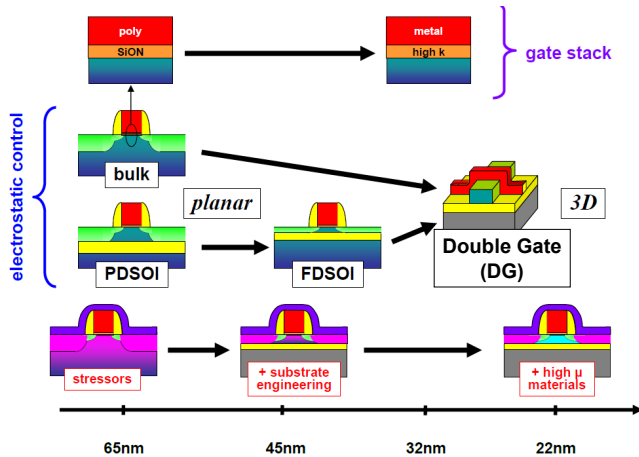 poly
SiON
metal
high k
gate stack
electrostatic control
bulk
planar
3D
PDSOI
FDSOI
Double Gate
(DG)
stressors
+ substrate
engineering
+ high μ
materials
65nm
45nm
32nm
22nm